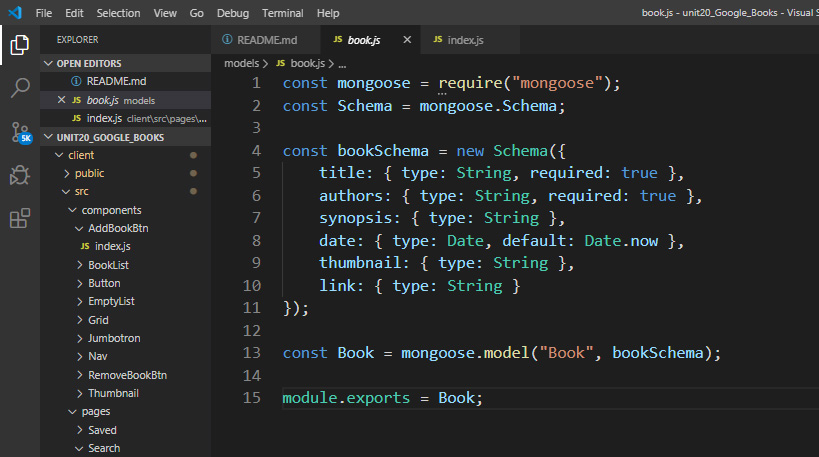 File Edit Selection View Go Debug Terminal Help book.js - unit20_Google_Books - Visual S
EXPLORER
OPEN EDITORS
README.md
book.js models
JS index.js client\src\pages\...
UNIT20_GOOGLE_BOOKS
client
public
src
components
AddBookBtn
JS index.js
BookList
Button
EmptyList
Grid
Jumbotron
Nav
RemoveBookBtn
Thumbnail
pages
Saved
Search
5K
README.md JS book.js JS index.js
models > JS book.js > ...
1 const mongoose = require("mongoose");
2 const Schema = mongoose.Schema;
3
4 const bookSchema = new Schema({
5 title: { type: String, required: true },
6 authors: { type: String, required: true },
7 synopsis: { type: String },
8 date: { type: Date, default: Date.now },
9 thumbnail: { type: String },
10 link: { type: String }
11 });
12
13 const Book = mongoose.model("Book", bookSchema);
14
15 module.exports = Book;